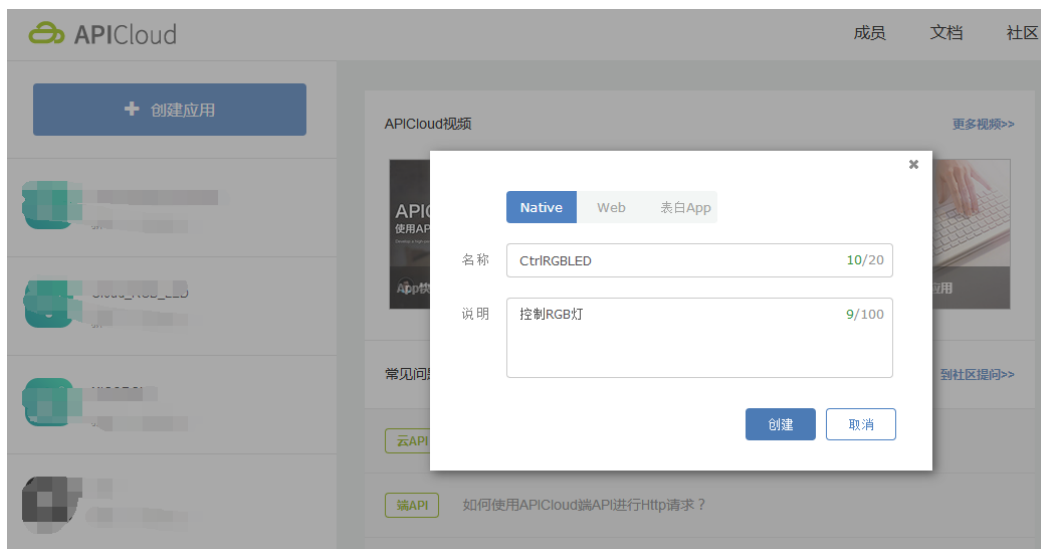 APICloud
成员 文档 社区
创建应用
APICloud视频 更多视频>>
Native Web 表白App
名称 CtrlRGBLED 10/20
说明 控制RGB灯 9/100
常见问 到社区提问>>
创建 取消
云API
端API 如何使用APICloud端API进行Http请求？